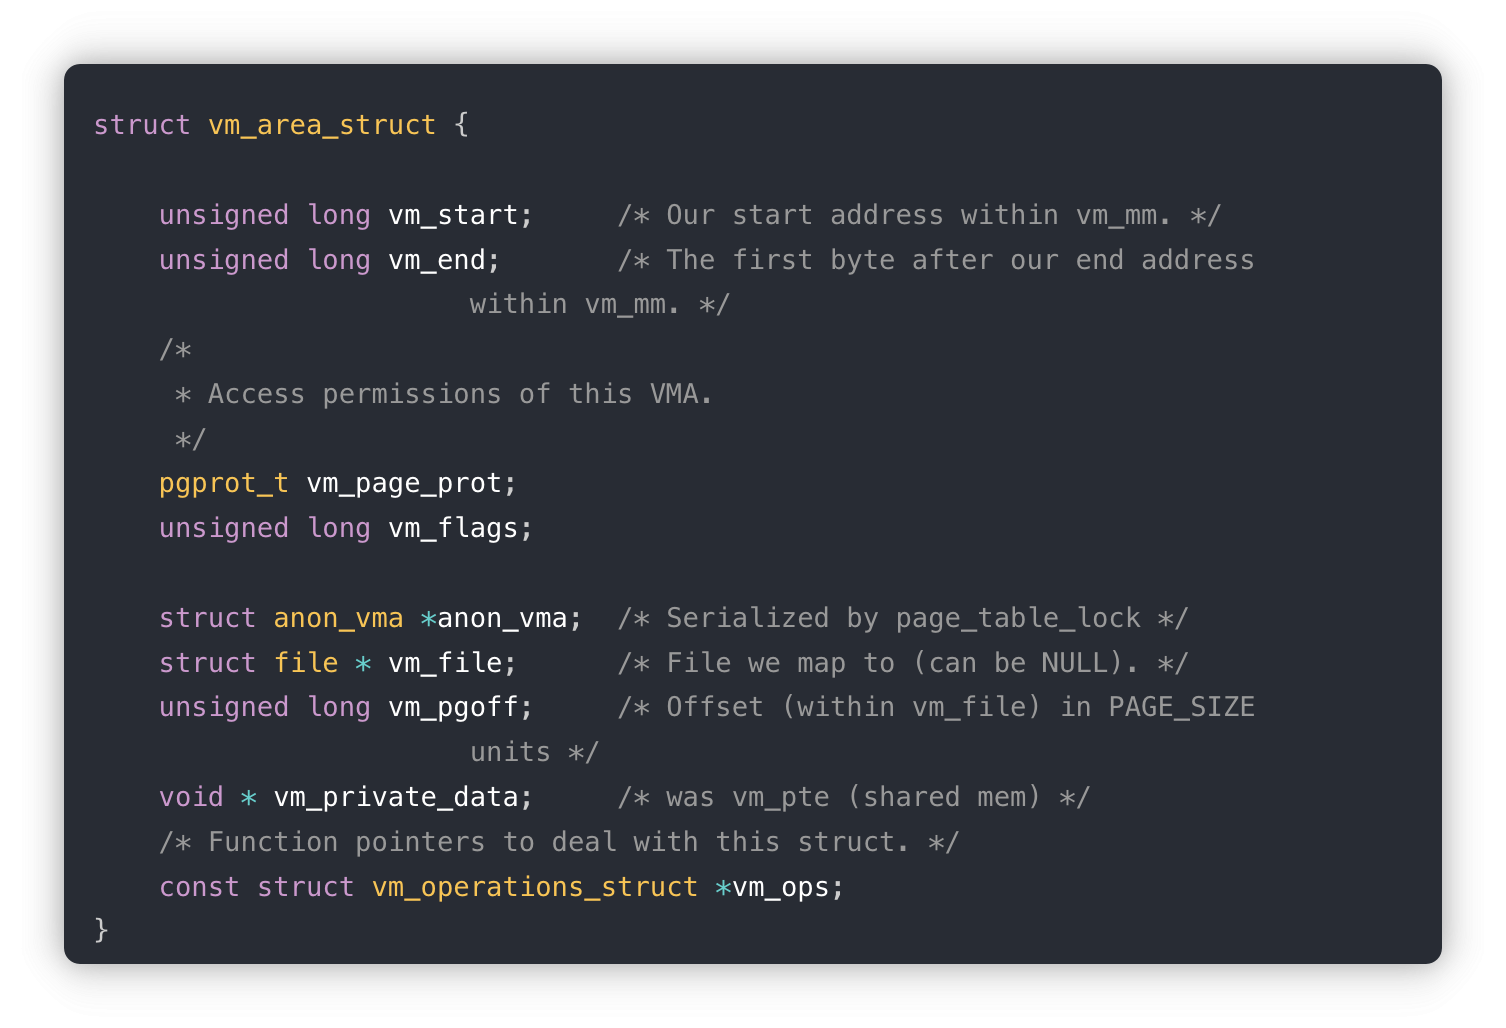 struct vm_area_struct {
    unsigned long vm_start;     /* Our start address within vm_mm. */
    unsigned long vm_end;       /* The first byte after our end address
                       within vm_mm. */
    /*
     * Access permissions of this VMA.
     */
    pgprot_t vm_page_prot;
    unsigned long vm_flags;
    struct anon_vma *anon_vma;  /* Serialized by page_table_lock */
    struct file * vm_file;      /* File we map to (can be NULL). */
    unsigned long vm_pgoff;     /* Offset (within vm_file) in PAGE_SIZE
                       units */
    void * vm_private_data;     /* was vm_pte (shared mem) */
    /* Function pointers to deal with this struct. */
    const struct vm_operations_struct *vm_ops;
}